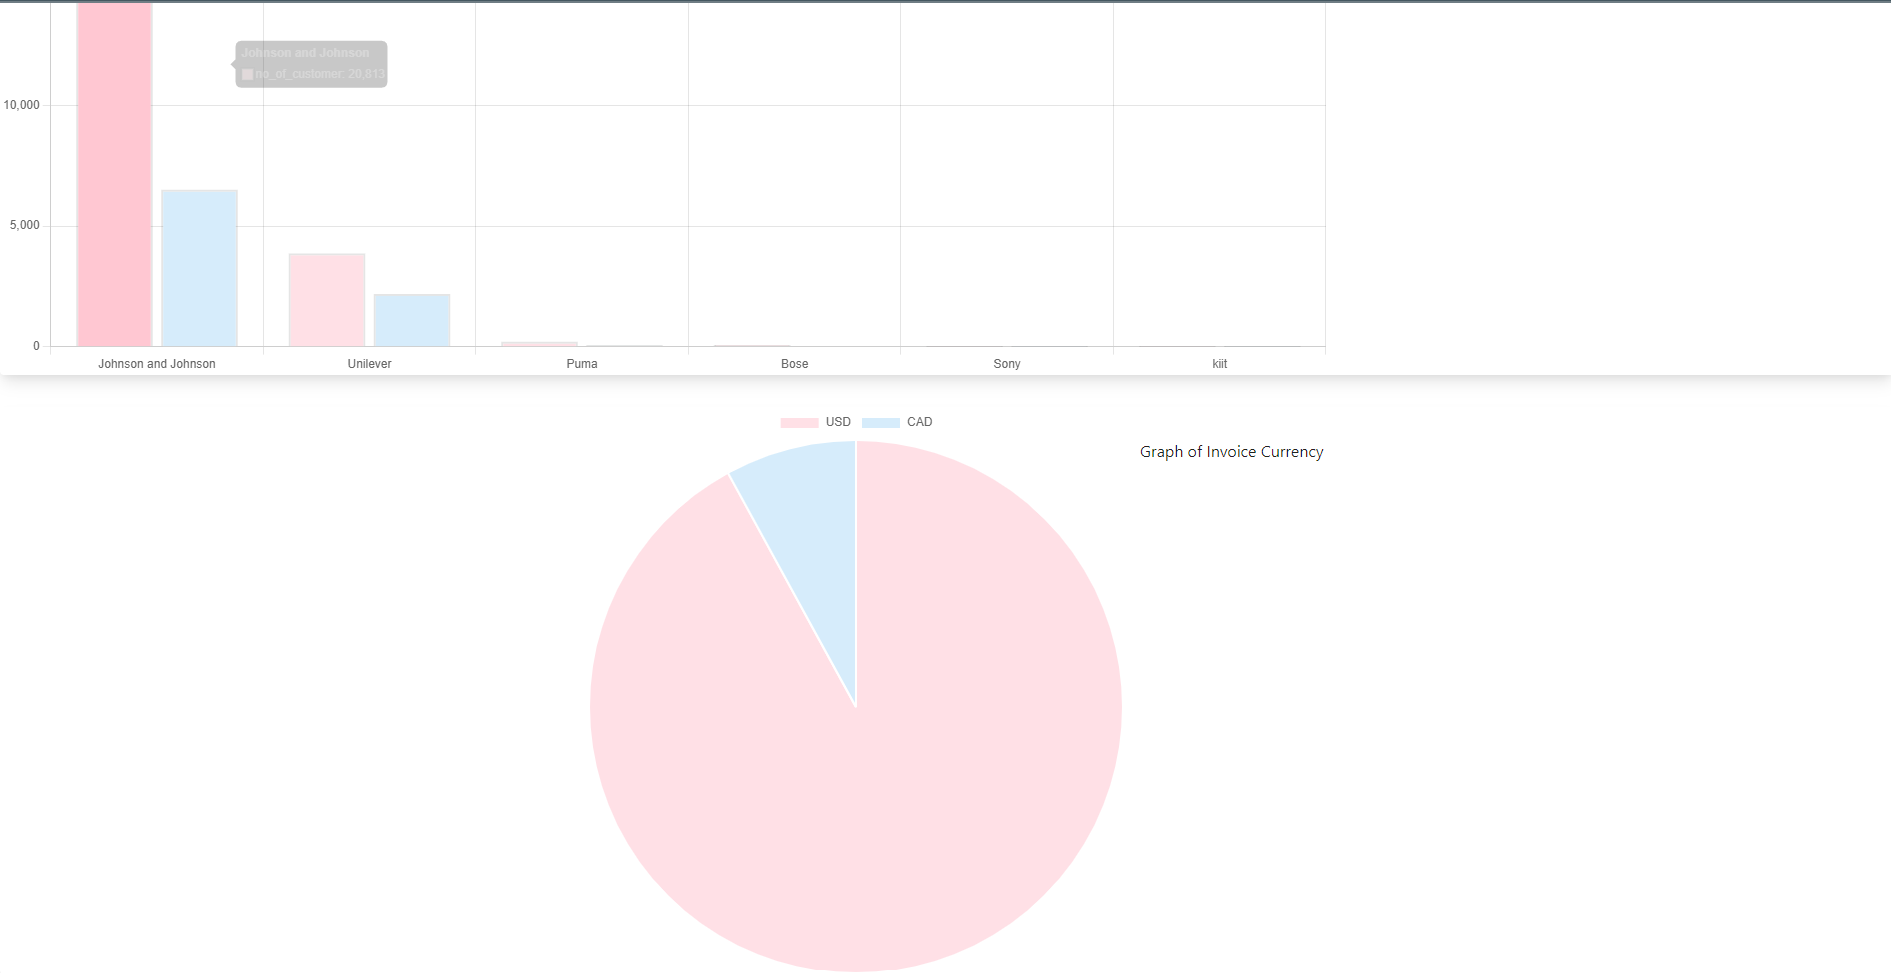 Johnson and Johnson
no_of_customer: 20,813
10,000
5,000
0
Johnson and Johnson Unilever Puma Bose Sony kiit
USD CAD
Graph of Invoice Currency